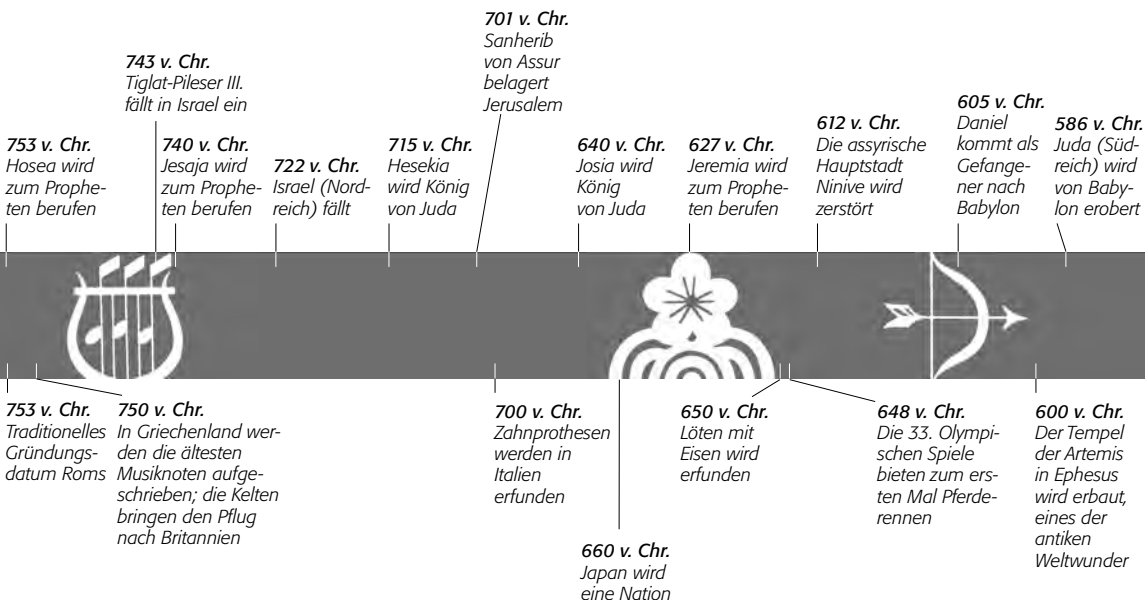 753 v. Chr.
Hosea wird
zum Prophe-
ten berufen
743 v. Chr.
Tiglat-Pileser III.
fällt in Israel ein
740 v. Chr.
Jesaja wird
zum Prophe-
ten berufen
722 v. Chr.
Israel (Nord-
reich) fällt
715 v. Chr.
Hesekia
wird König
von Juda
701 v. Chr.
Sanherib
von Assur
belagert
Jerusalem
640 v. Chr.
Josia wird
König
von Juda
627 v. Chr.
Jeremia wird
zum Prophe-
ten berufen
612 v. Chr.
Die assyrische
Hauptstadt
Ninive wird
zerstört
605 v. Chr.
Daniel
kommt als
Gefange-
ner nach
Babylon
586 v. Chr.
Juda (Süd-
reich) wird
von Baby-
lon erobert
753 v. Chr.
Traditionelles
Gründungs-
datum Roms
750 v. Chr.
In Griechenland wer-
den die ältesten
Musiknoten aufge-
schrieben; die Kelten
bringen den Pflug
nach Britannien
700 v. Chr.
Zahnprothesen
werden in
Italien
erfunden
660 v. Chr.
Japan wird
eine Nation
650 v. Chr.
Löten mit
Eisen wird
erfunden
648 v. Chr.
Die 33. Olympi-
schen Spiele
bieten zum ers-
ten Mal Pferde-
rennen
600 v. Chr.
Der Tempel
der Artemis
in Ephesus
wird erbaut,
eines der
antiken
Weltwunder